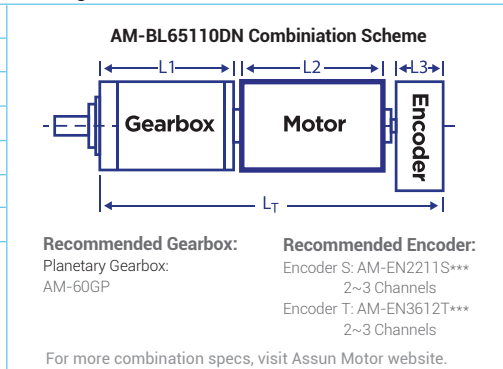 AM-BL65110DN Combiniation Scheme
L1 L2 L3
Gearbox Motor Encoder
LT
Recommended Gearbox:
Planetary Gearbox:
AM-60GP
Recommended Encoder:
Encoder S: AM-EN2211S***
2~3 Channels
Encoder T: AM-EN3612T***
2~3 Channels
For more combination specs, visit Assun Motor website.